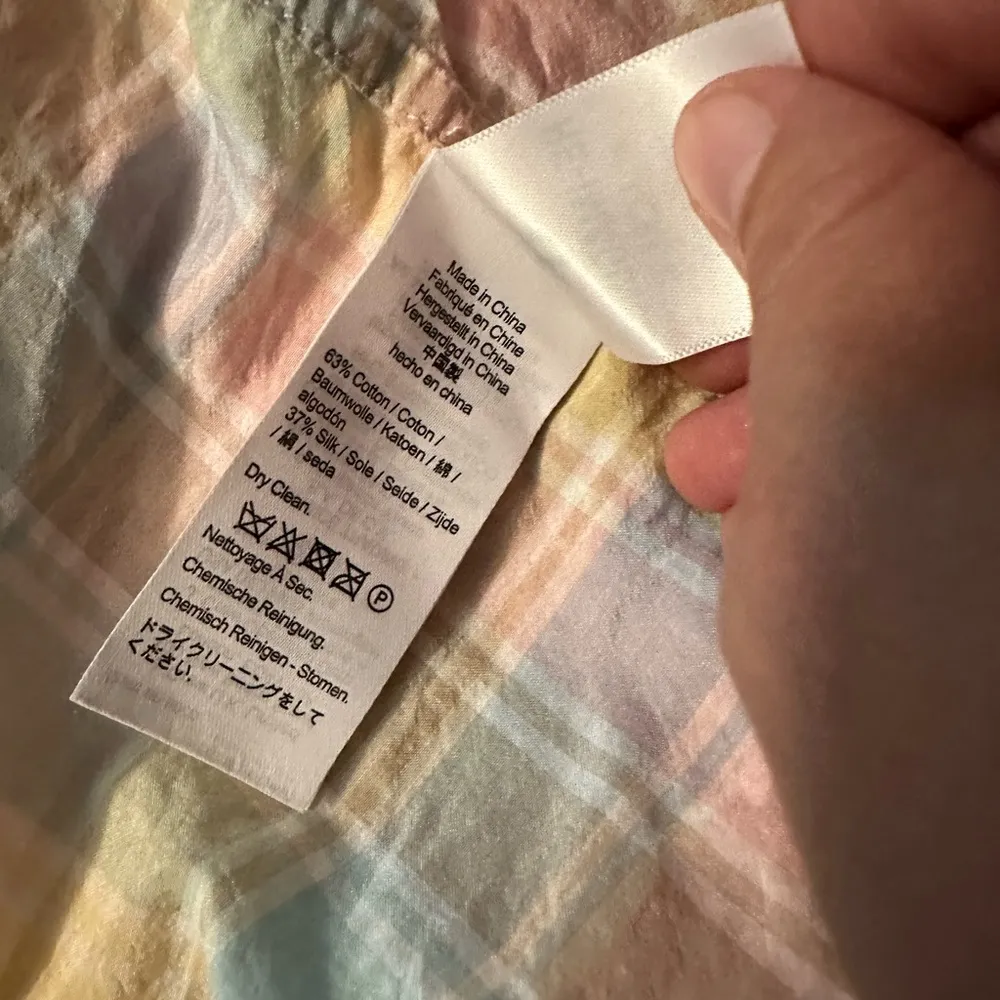 Made in China
Fabriqué en Chine
Hergestellt in China
Vervaardigd in China
中国製
hecho en china
63% Cotton / Coton /
Baumwolle / Katoen / 綿 /
algodón
37% Silk / Soie / Seide / Zijde
/ 絹 / seda
Dry Clean.
P
Nettoyage À Sec.
Chemische Reinigung.
Chemisch Reinigen - Stomen.
ドライクリーニングをして
ください.